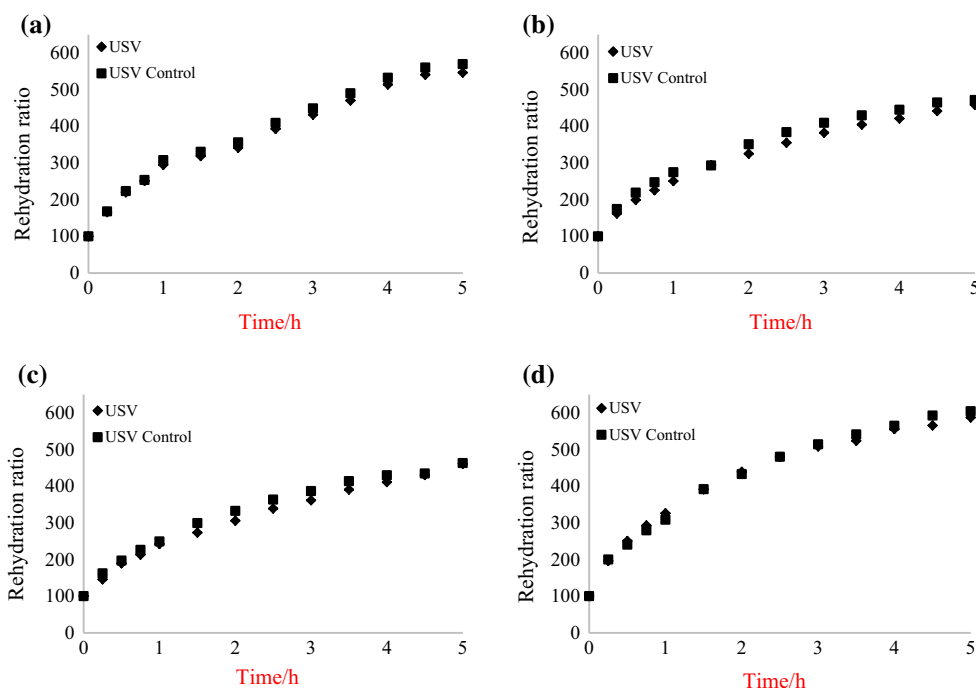 (a)
USV
USV Control
Rehydration ratio
600
500
400
300
200
100
0
0 1 2 3 4 5
Time/h
(b)
USV
USV Control
Rehydration ratio
600
500
400
300
200
100
0
0 1 2 3 4 5
Time/h
(c)
USV
USV Control
Rehydration ratio
600
500
400
300
200
100
0
0 1 2 3 4 5
Time/h
(d)
USV
USV Control
Rehydration ratio
600
500
400
300
200
100
0
0 1 2 3 4 5
Time/h